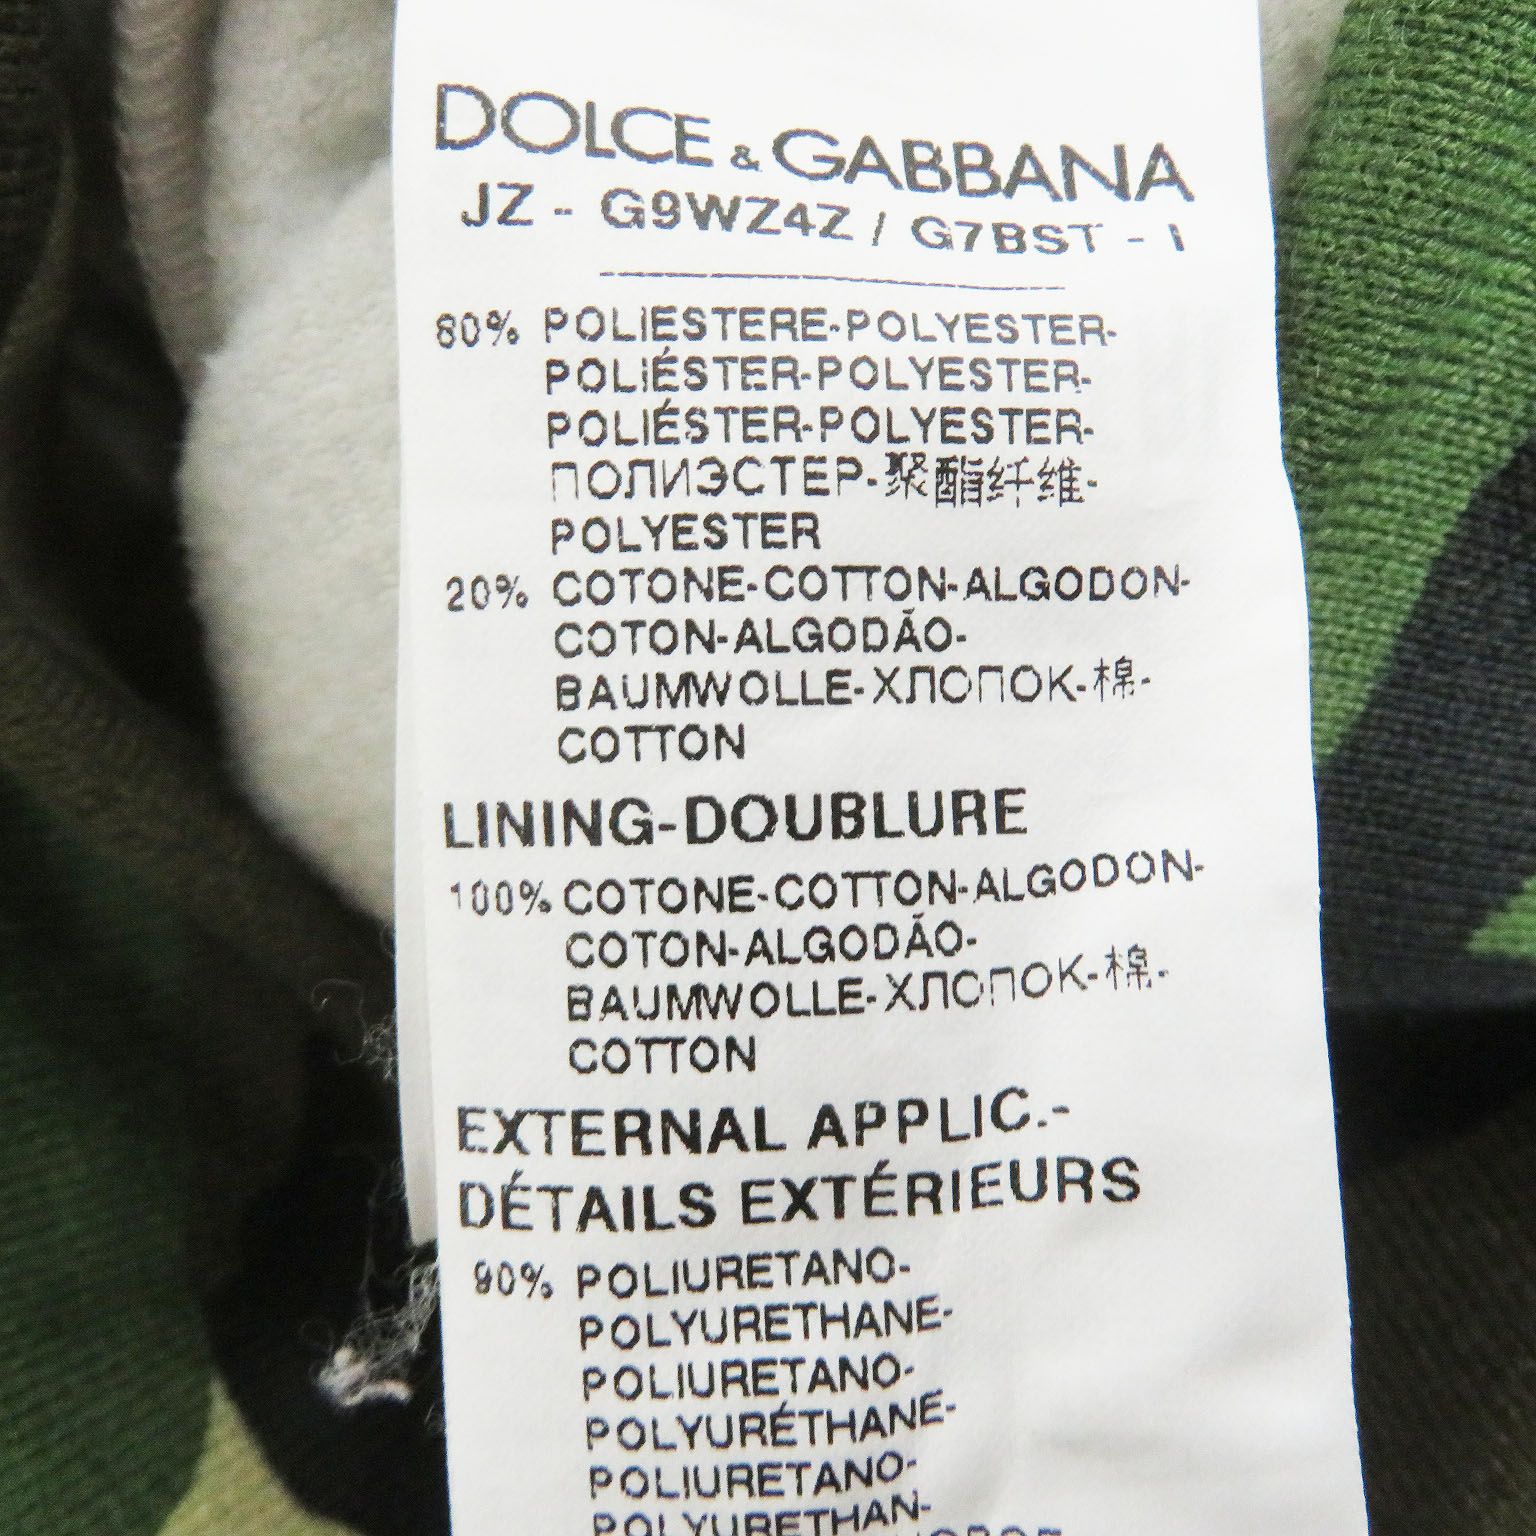 DOLCE & GABBANA
JZ - G9WZ4Z / G7BST - 1
80% POLIESTERE-POLYESTER-
POLIÉSTER-POLYESTER-
POLIÉSTER-POLYESTER-
ПОЛИЭСТЕР-聚酯纤维-
POLYESTER
20% COTONE-COTTON-ALGODON-
COTON-ALGODÃO-
BAUMWOLLE-ХЛОПОК-棉-
COTTON
LINING-DOUBLURE
100% COTONE-COTTON-ALGODON-
COTON-ALGODÃO-
BAUMWOLLE-ХЛОПОК-棉-
COTTON
EXTERNAL APPLIC.-
DÉTAILS EXTÉRIEURS
90% POLIURETANO-
POLYURETHANE-
POLIURETANO-
POLYURÉTHANE-
POLIURETANO-
POLYURETHAN-